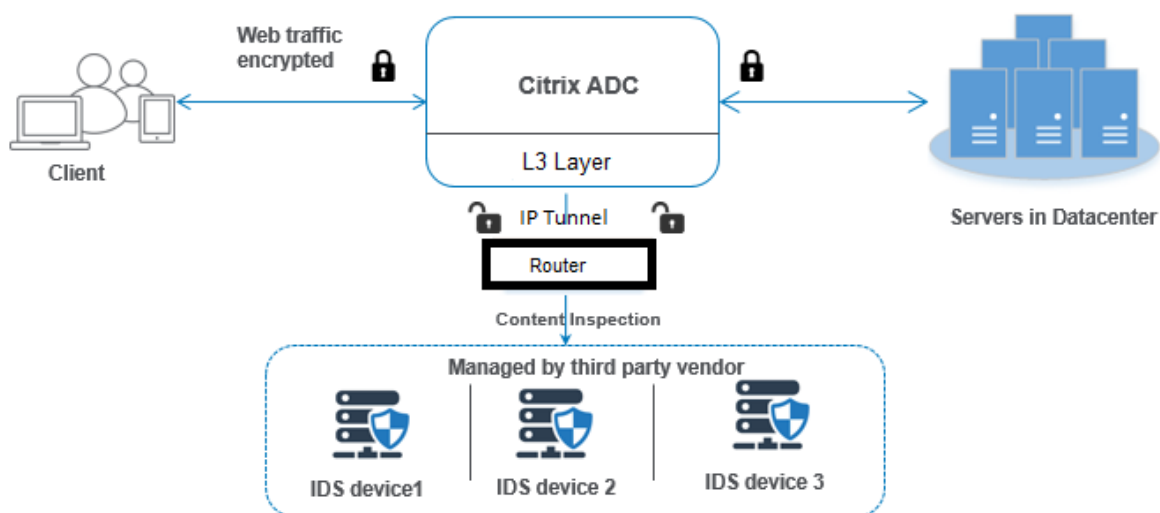 Web traffic
encrypted
Citrix ADC
L3 Layer
Client
Servers in Datacenter
IP Tunnel
Router
Content Inspection
Managed by third party vendor
IDS device1
IDS device 2
IDS device 3